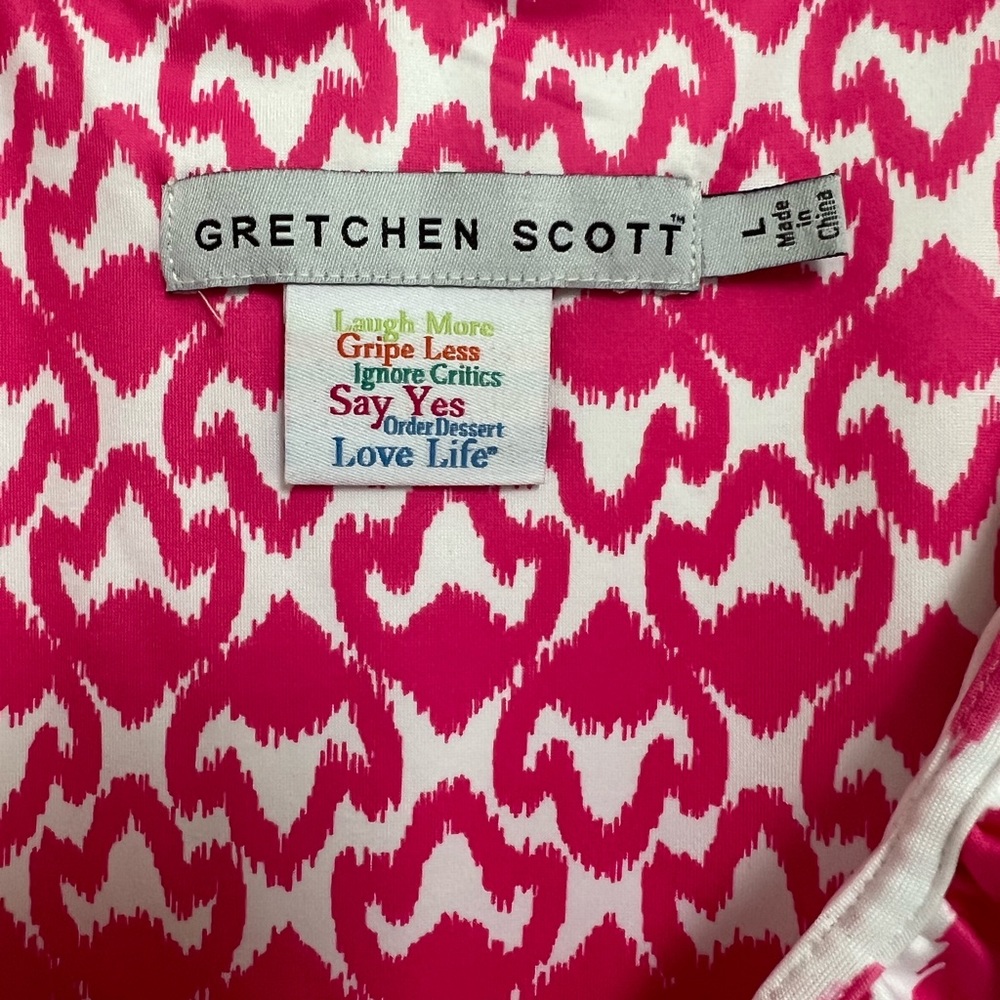 GRETCHEN SCOTT™
L
Made
in
China
Laugh More
Gripe Less
Ignore Critics
Say Yes
Order Dessert
Love Life™